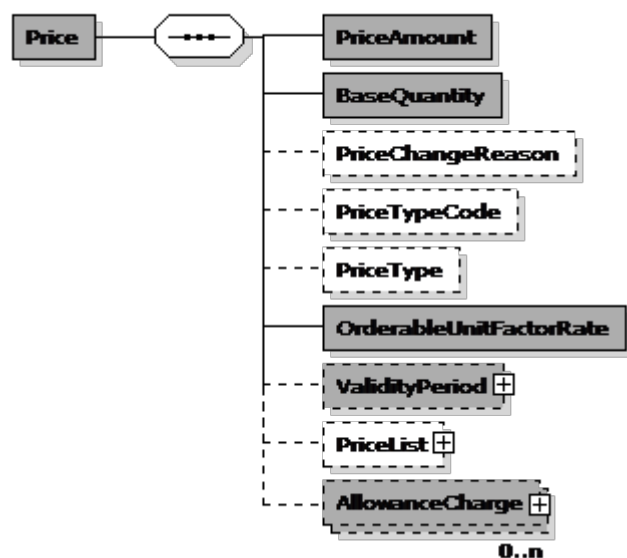 Price
PriceAmount
BaseQuantity
PriceChangeReason
PriceTypeCode
PriceType
OrderableUnitFactorRate
ValidityPeriod
PriceList
AllowanceCharge
0..n